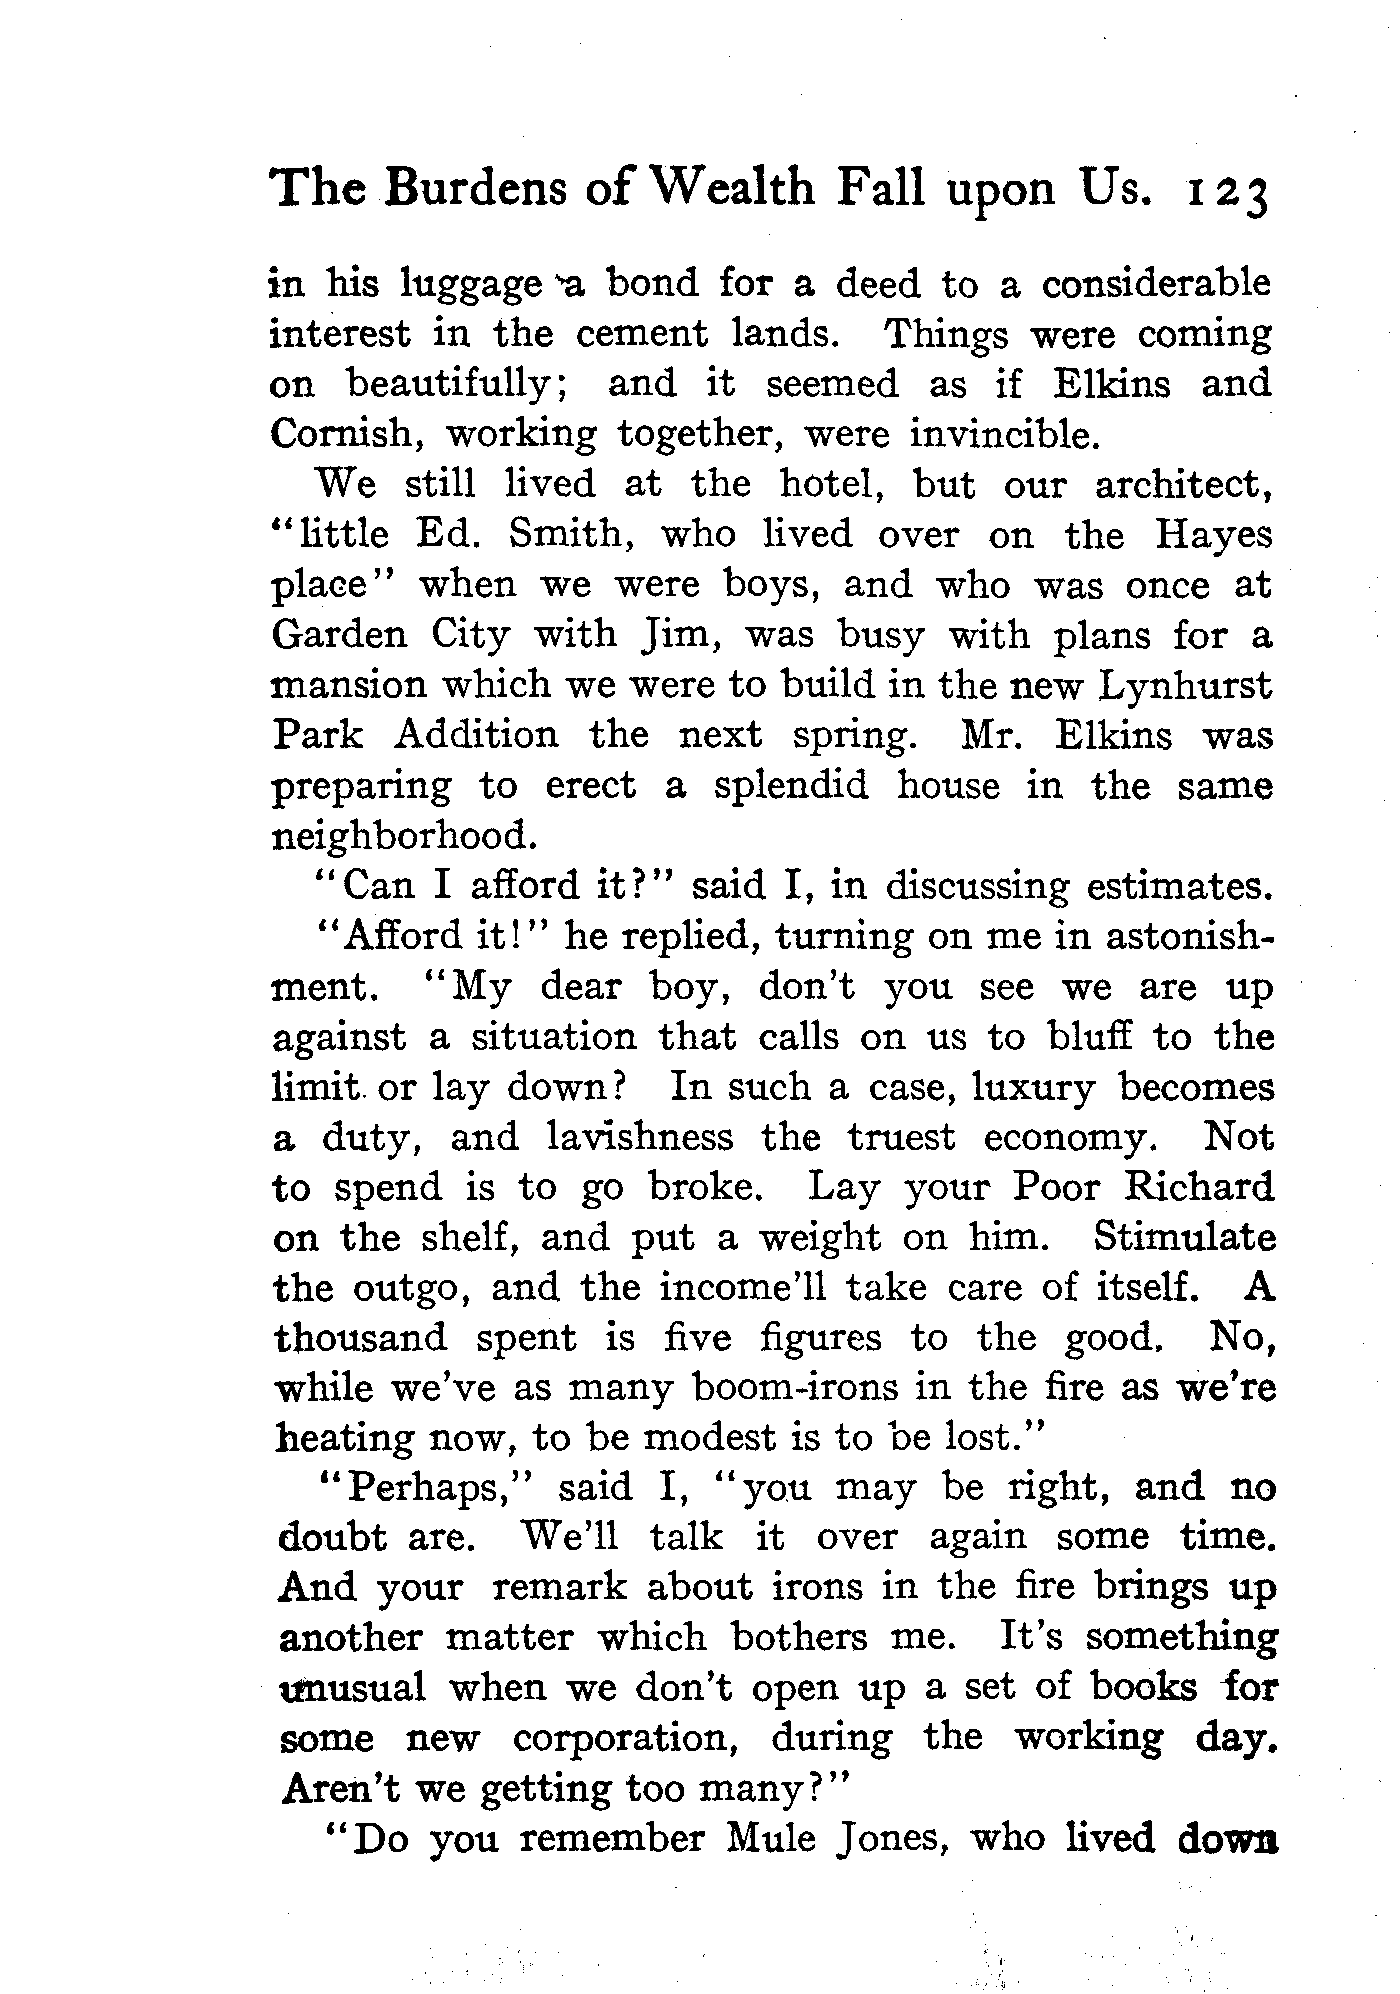 The Burdens of Wealth Fall upon Us. 123
in his luggage a bond for a deed to a considerable
interest in the cement lands. Things were coming
on beautifully; and it seemed as if Elkins and
Cornish, working together, were invincible.
We still lived at the hotel, but our architect,
"little Ed. Smith, who lived over on the Hayes
place" when we were boys, and who was once at
Garden City with Jim, was busy with plans for a
mansion which we were to build in the new Lynhurst
Park Addition the next spring. Mr. Elkins was
preparing to erect a splendid house in the same
neighborhood.
"Can I afford it?" said I, in discussing estimates.
"Afford it!" he replied, turning on me in astonish-
ment. "My dear boy, don't you see we are up
against a situation that calls on us to bluff to the
limit or lay down? In such a case, luxury becomes
a duty, and lavishness the truest economy. Not
to spend is to go broke. Lay your Poor Richard
on the shelf, and put a weight on him. Stimulate
the outgo, and the income'll take care of itself. A
thousand spent is five figures to the good. No,
while we've as many boom-irons in the fire as we're
heating now, to be modest is to be lost."
"Perhaps," said I, "you may be right, and no
doubt are. We'll talk it over again some time.
And your remark about irons in the fire brings up
another matter which bothers me. It's something
unusual when we don't open up a set of books for
some new corporation, during the working day.
Aren't we getting too many?"
"Do you remember Mule Jones, who lived down